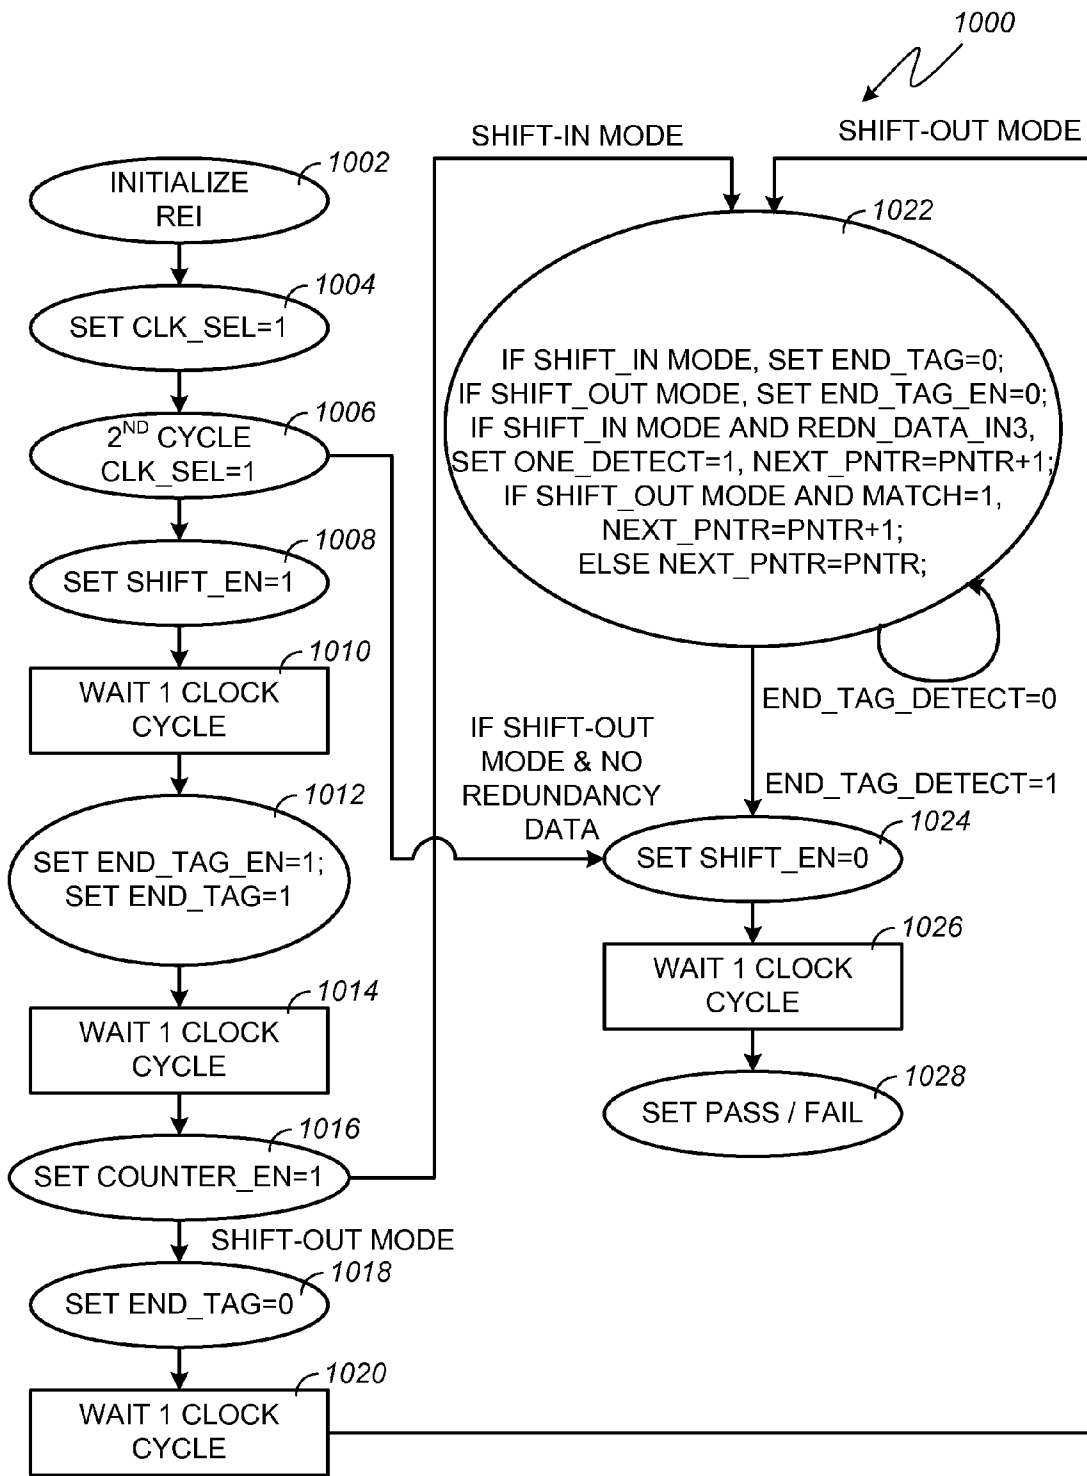 1000
SHIFT-IN MODE
SHIFT-OUT MODE
1002
INITIALIZE
REI
1004
SET CLK_SEL=1
1006
2ND CYCLE
CLK_SEL=1
1008
SET SHIFT_EN=1
1010
WAIT 1 CLOCK
CYCLE
1012
SET END_TAG_EN=1;
SET END_TAG=1
1014
WAIT 1 CLOCK
CYCLE
1016
SET COUNTER_EN=1
SHIFT-OUT MODE
1018
SET END_TAG=0
1020
WAIT 1 CLOCK
CYCLE
1022
IF SHIFT_IN MODE, SET END_TAG=0;
IF SHIFT_OUT MODE, SET END_TAG_EN=0;
IF SHIFT_IN MODE AND REDN_DATA_IN3,
SET ONE_DETECT=1, NEXT_PNTR=PNTR+1;
IF SHIFT_OUT MODE AND MATCH=1,
NEXT_PNTR=PNTR+1;
ELSE NEXT_PNTR=PNTR;
END_TAG_DETECT=0
IF SHIFT-OUT
MODE & NO
REDUNDANCY
DATA
END_TAG_DETECT=1
1024
SET SHIFT_EN=0
1026
WAIT 1 CLOCK
CYCLE
1028
SET PASS / FAIL